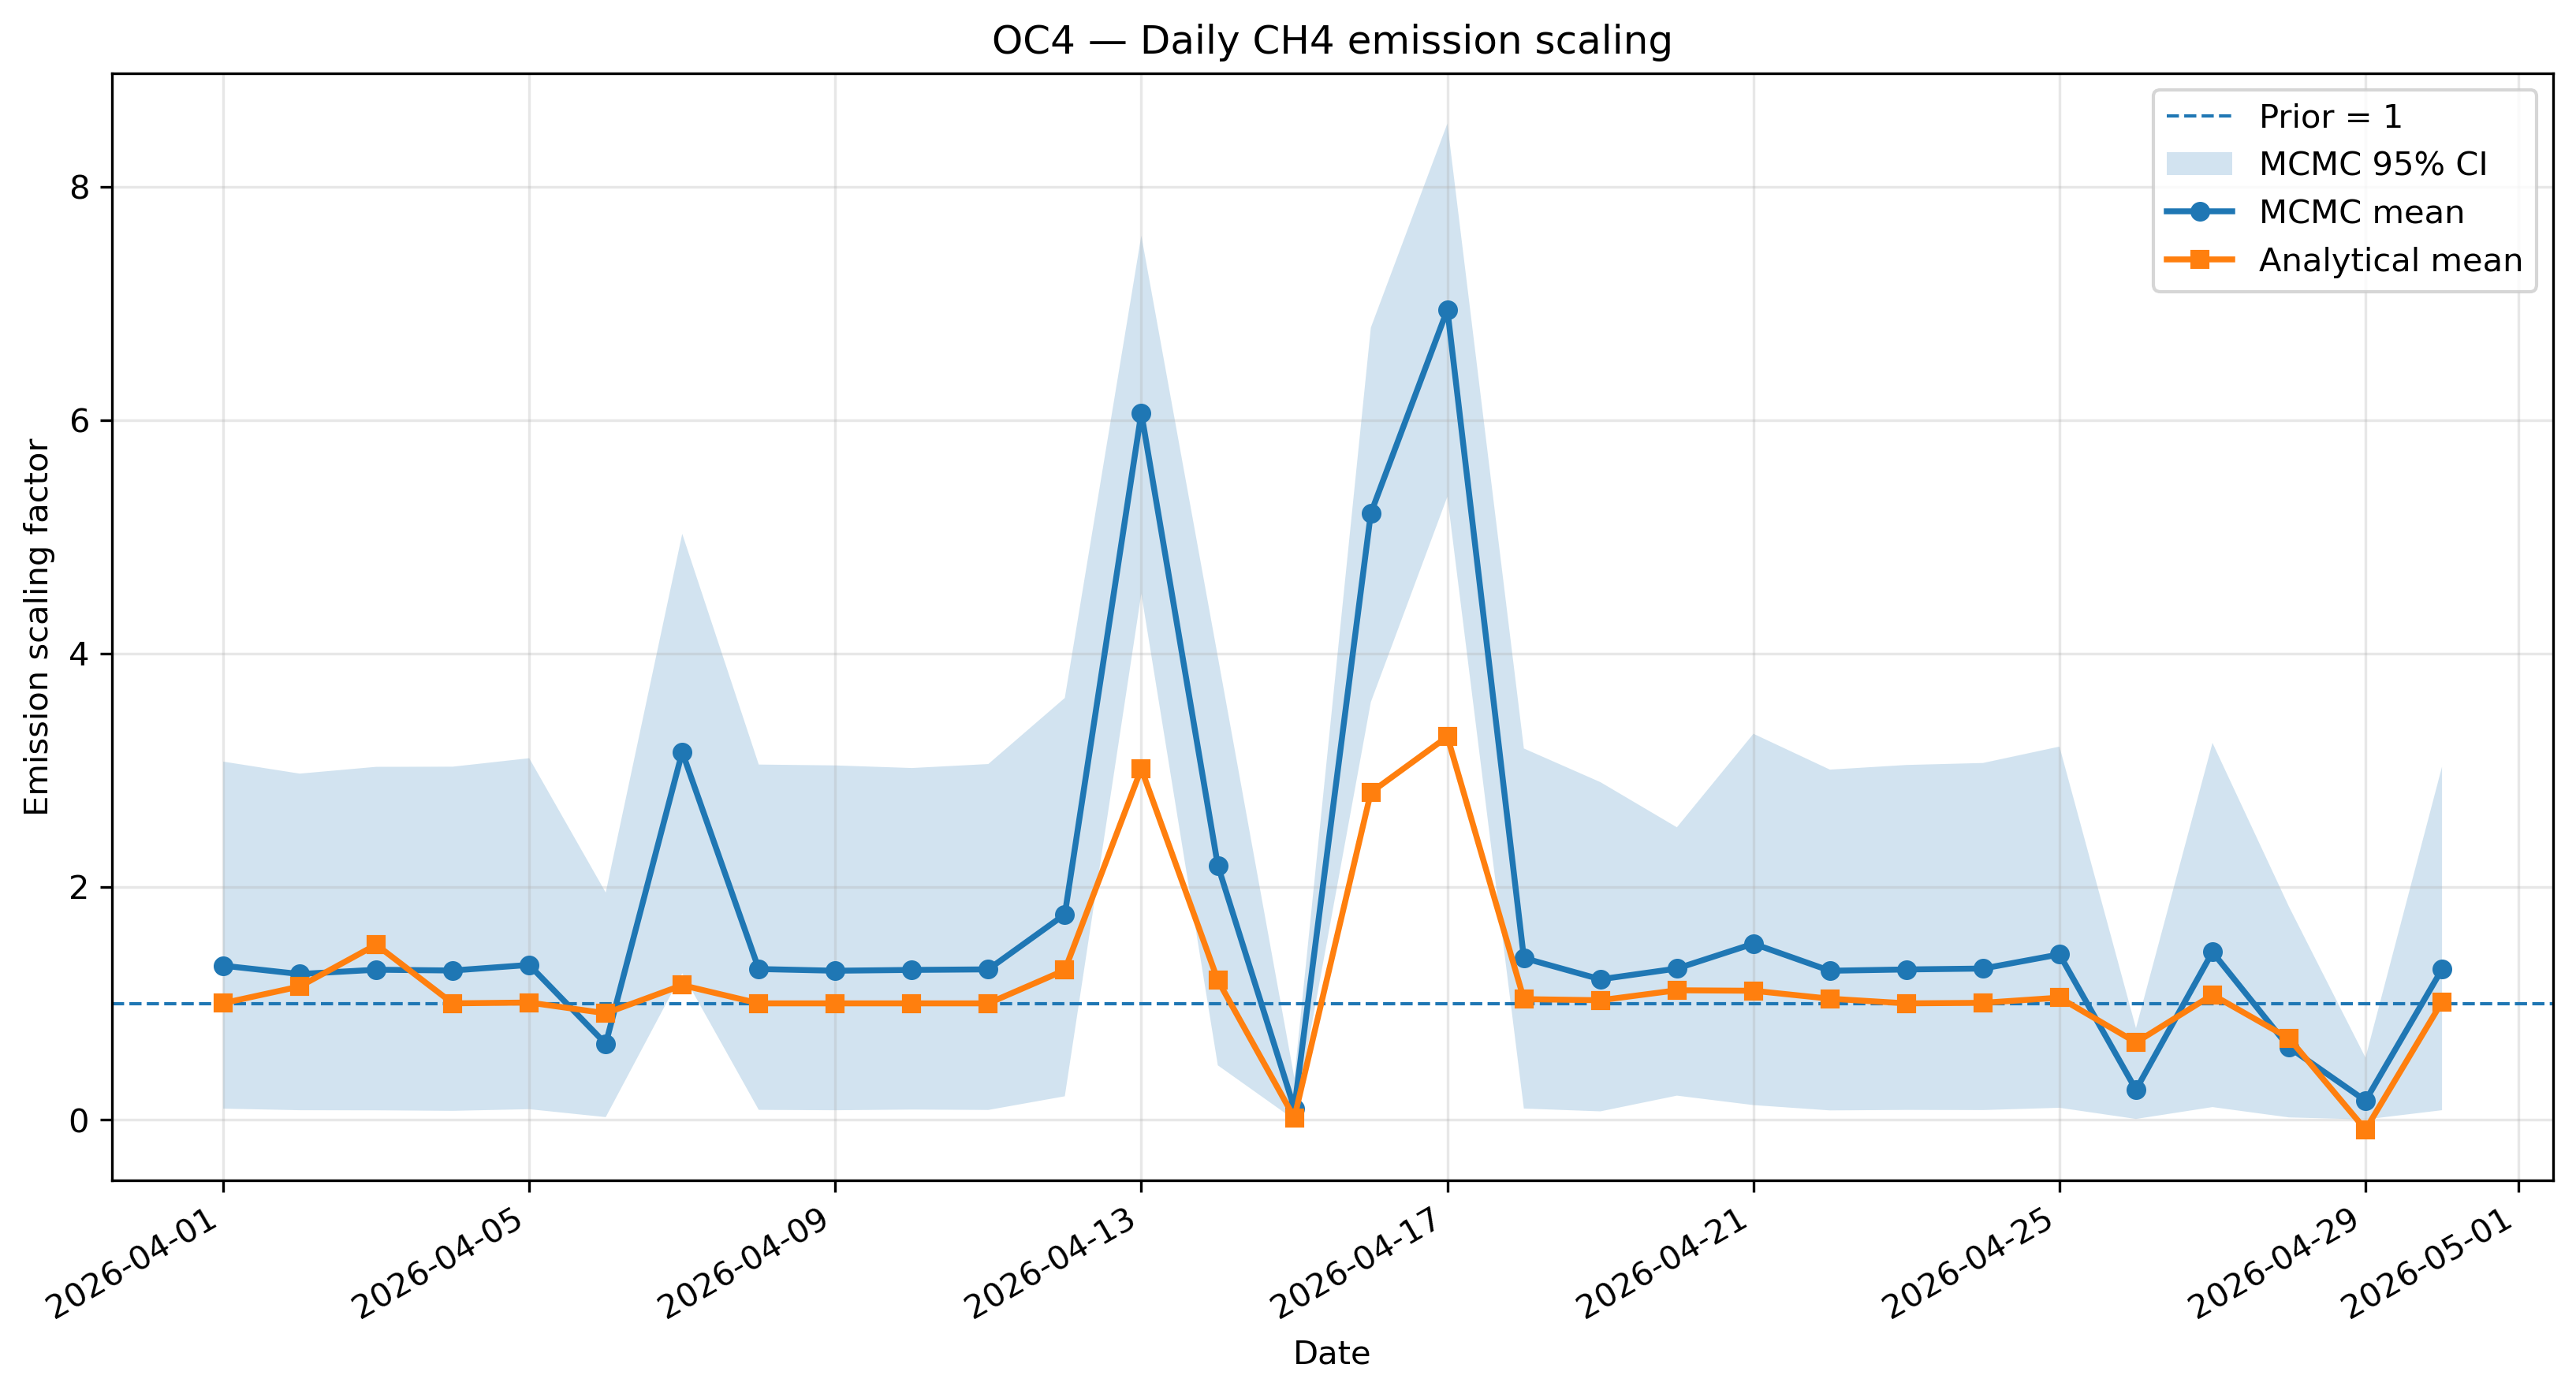 OC4 — Daily CH4 emission scaling
Prior = 1
MCMC 95% CI
MCMC mean
Analytical mean
Emission scaling factor
8
6
4
2
0
2026-04-01
2026-04-05
2026-04-09
2026-04-13
2026-04-17
2026-04-21
2026-04-25
2026-04-29
2026-05-01
Date